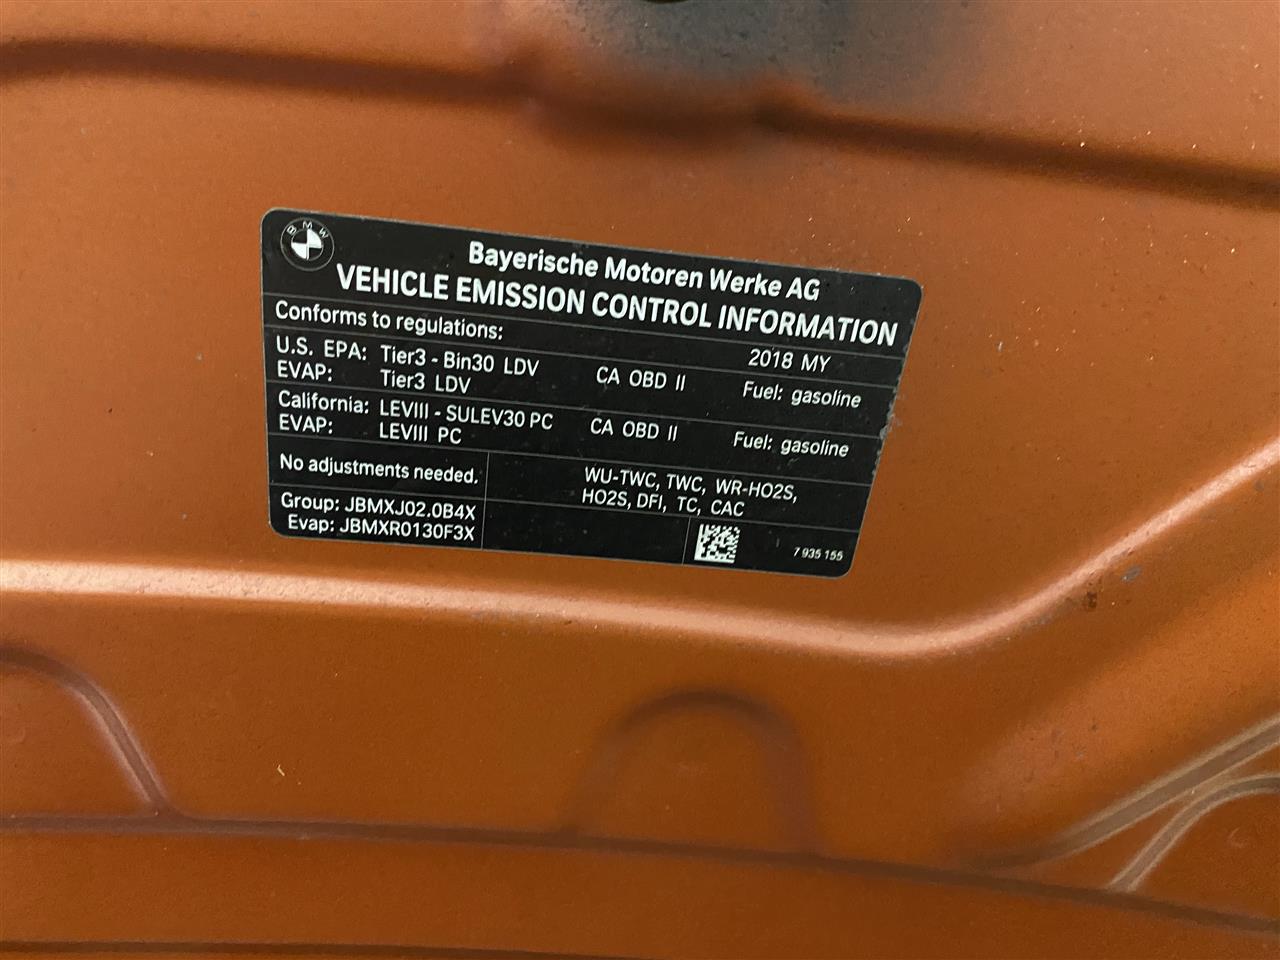 BMW
Bayerische Motoren Werke AG
VEHICLE EMISSION CONTROL INFORMATION
Conforms to regulations: 2018 MY
U.S. EPA: Tier3 - Bin30 LDV CA OBD II Fuel: gasoline
EVAP: Tier3 LDV
California: LEVIII - SULEV30 PC CA OBD II Fuel: gasoline
EVAP: LEVIII PC
No adjustments needed. WU-TWC, TWC, WR-HO2S,
HO2S, DFI, TC, CAC
Group: JBMXJ02.0B4X
Evap: JBMXR0130F3X
7 935 155